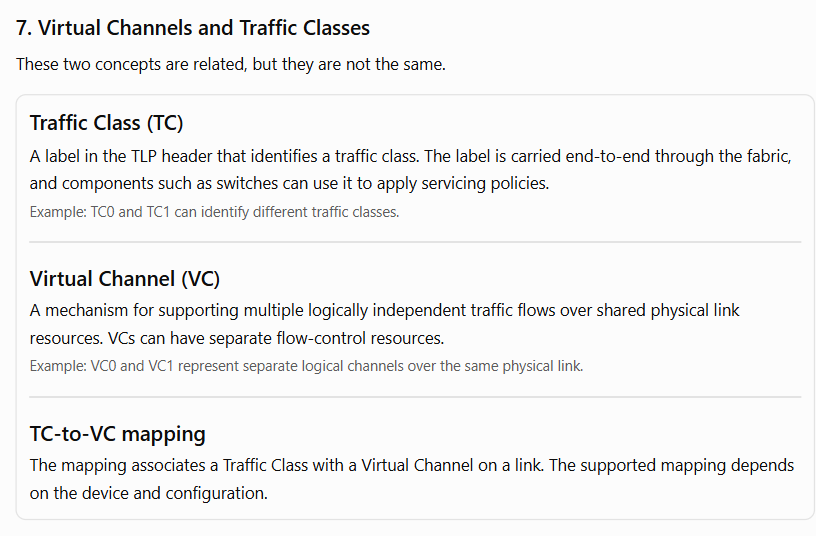 7. Virtual Channels and Traffic Classes
These two concepts are related, but they are not the same.
Traffic Class (TC)
A label in the TLP header that identifies a traffic class. The label is carried end-to-end through the fabric,
and components such as switches can use it to apply servicing policies.
Example: TC0 and TC1 can identify different traffic classes.
Virtual Channel (VC)
A mechanism for supporting multiple logically independent traffic flows over shared physical link
resources. VCs can have separate flow-control resources.
Example: VC0 and VC1 represent separate logical channels over the same physical link.
TC-to-VC mapping
The mapping associates a Traffic Class with a Virtual Channel on a link. The supported mapping depends
on the device and configuration.